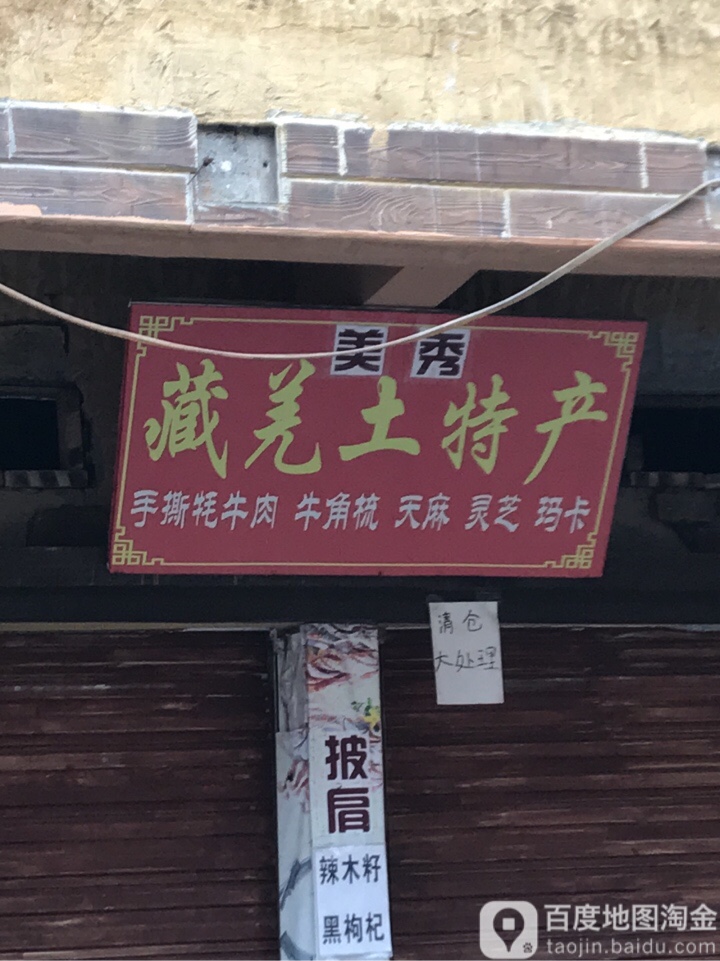 美秀
藏羌土特产
手撕牦牛肉 牛角梳 天麻 灵芝 玛卡
清仓
大处理
披
肩
辣木籽
黑枸杞
百度地图淘金
taojin.baidu.com